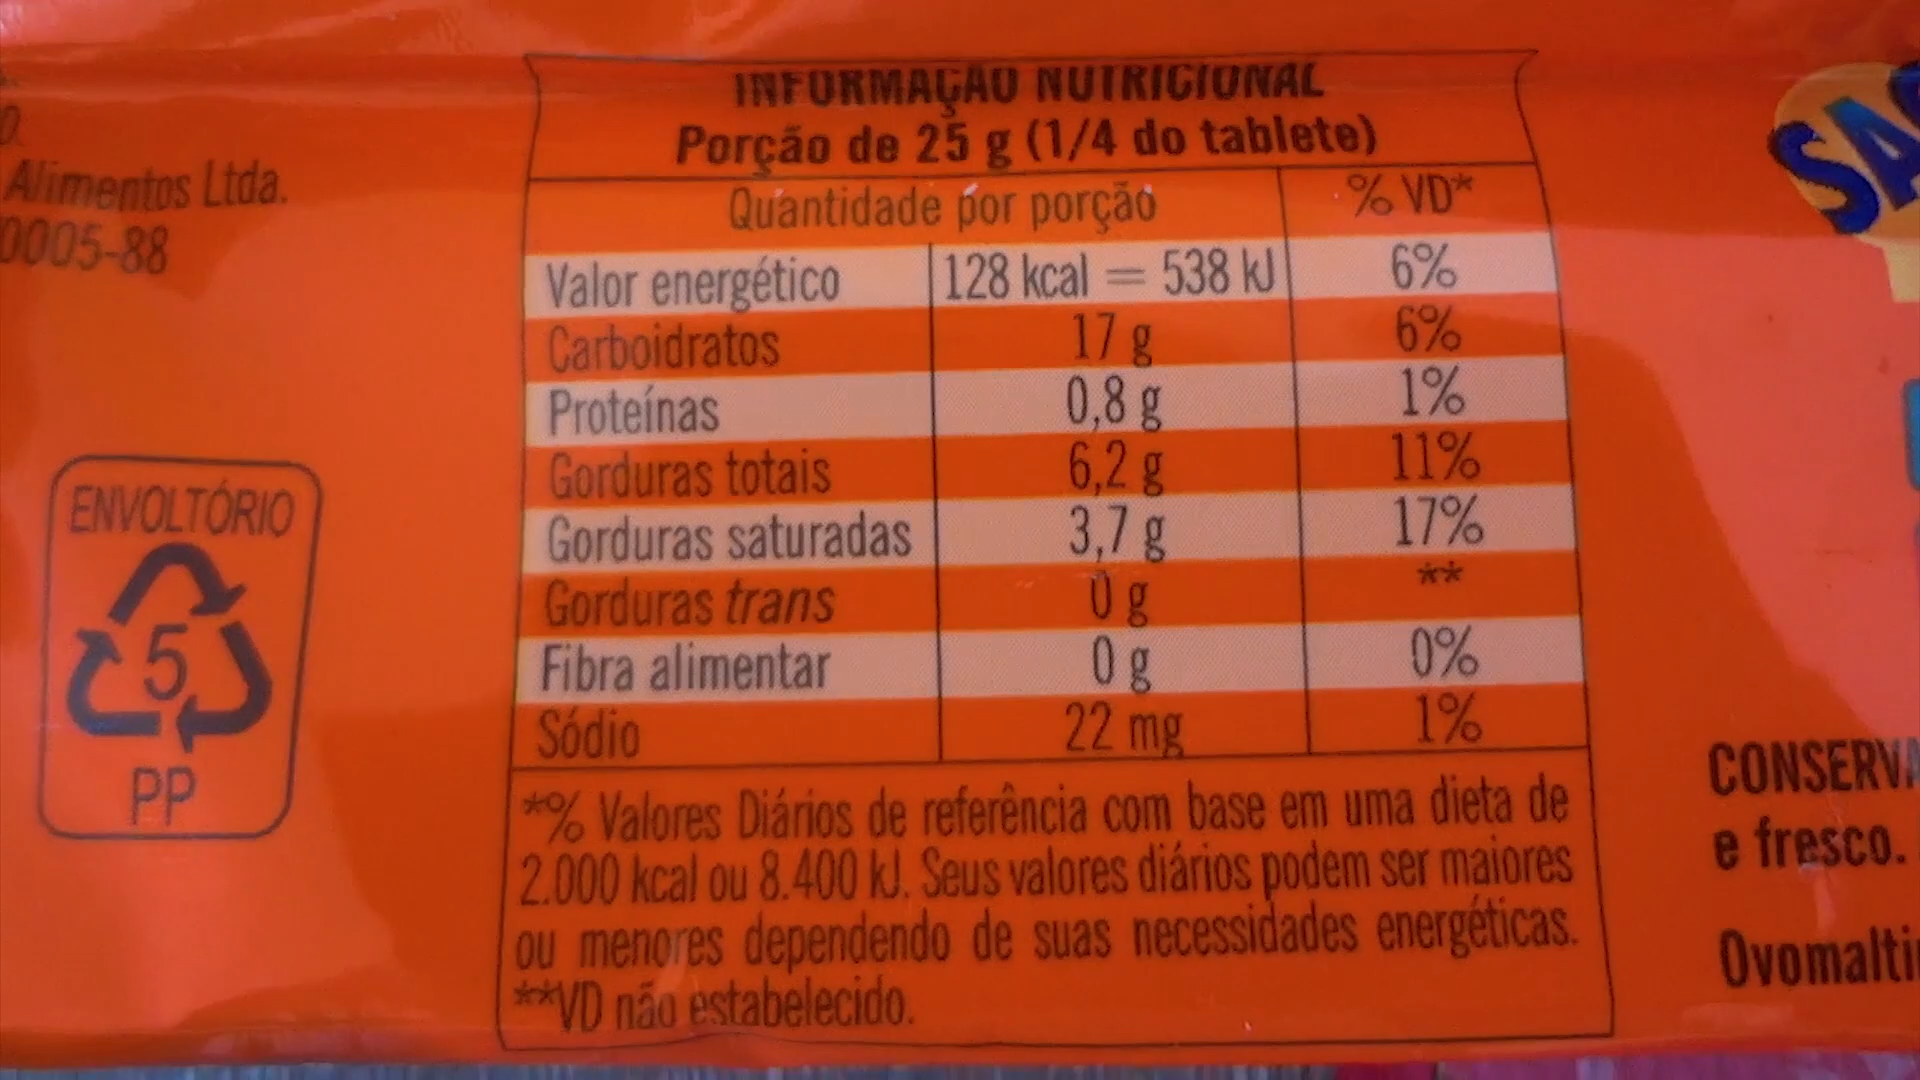 Alimentos Ltda.
0005-88
ENVOLTÓRIO
5
PP
INFORMAÇÃO NUTRICIONAL
Porção de 25 g (1/4 do tablete)
Quantidade por porção % VD*
Valor energético 128 kcal = 538 kJ 6%
Carboidratos 17 g 6%
Proteínas 0,8 g 1%
Gorduras totais 6,2 g 11%
Gorduras saturadas 3,7 g 17%
Gorduras trans 0 g **
Fibra alimentar 0 g 0%
Sódio 22 mg 1%
*% Valores Diários de referência com base em uma dieta de
2.000 kcal ou 8.400 kJ. Seus valores diários podem ser maiores
ou menores dependendo de suas necessidades energéticas.
**VD não estabelecido.
SA
CONSERVA
e fresco.
Ovomalti